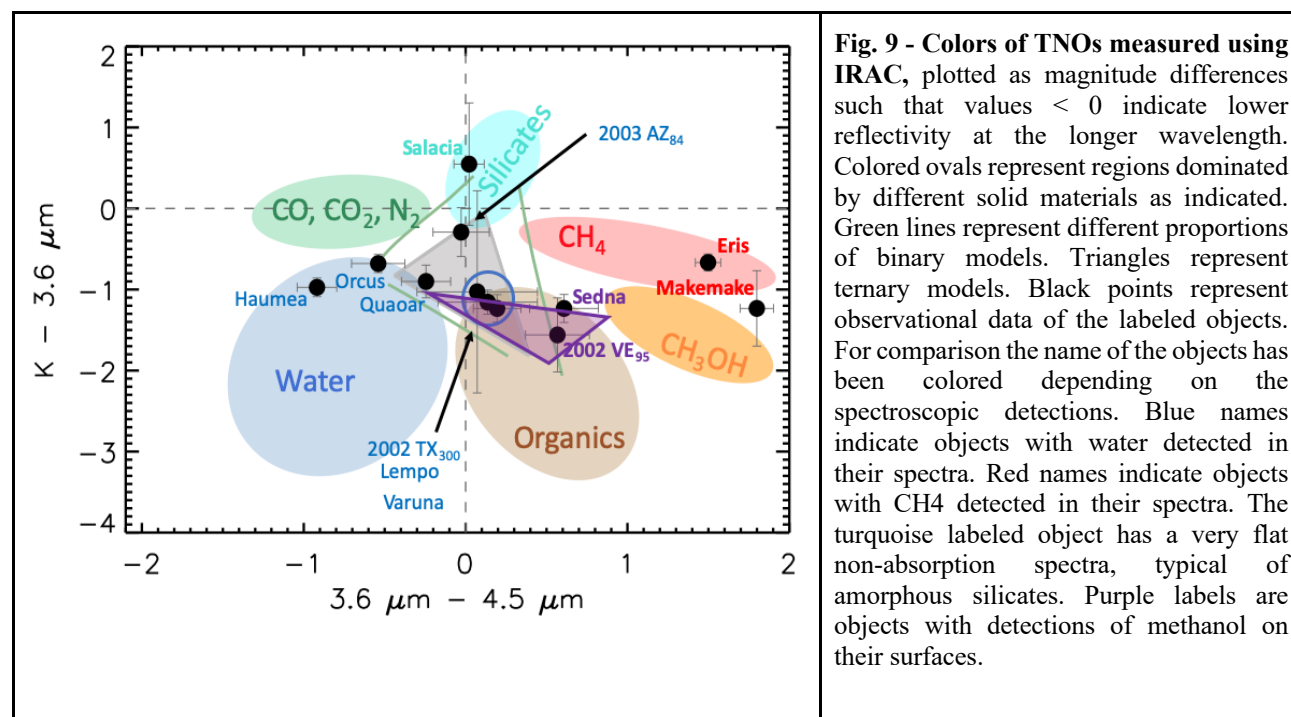 2
1
0
−1
−2
−3
−4
K − 3.6 μm
Silicates
2003 AZ84
Salacia
CO, CO2, N2
CH4
Eris
Orcus
Makemake
Haumea
Quaoar
Sedna
2002 VE95
CH3OH
Water
Organics
2002 TX300
Lempo
Varuna
−2 −1 0 1 2
3.6 μm − 4.5 μm
Fig. 9 - Colors of TNOs measured using
IRAC, plotted as magnitude differences
such that values < 0 indicate lower
reflectivity at the longer wavelength.
Colored ovals represent regions dominated
by different solid materials as indicated.
Green lines represent different proportions
of binary models. Triangles represent
ternary models. Black points represent
observational data of the labeled objects.
For comparison the name of the objects has
been colored depending on the
spectroscopic detections. Blue names
indicate objects with water detected in
their spectra. Red names indicate objects
with CH4 detected in their spectra. The
turquoise labeled object has a very flat
non-absorption spectra, typical of
amorphous silicates. Purple labels are
objects with detections of methanol on
their surfaces.